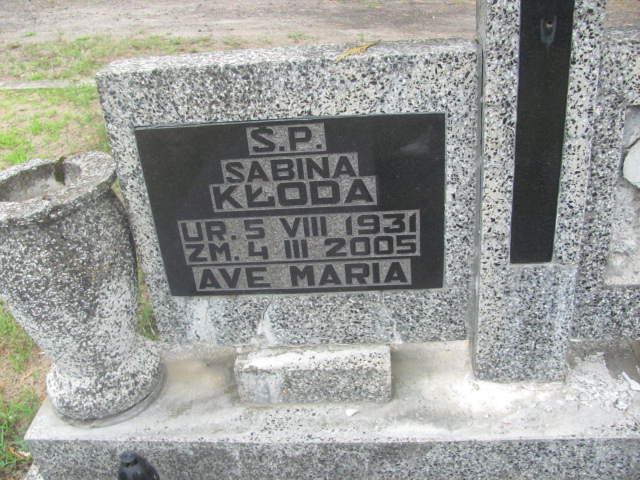 Ś.P.
SABINA
KŁODA
UR. 5 VIII 1931
ZM. 4 III 2005
AVE MARIA